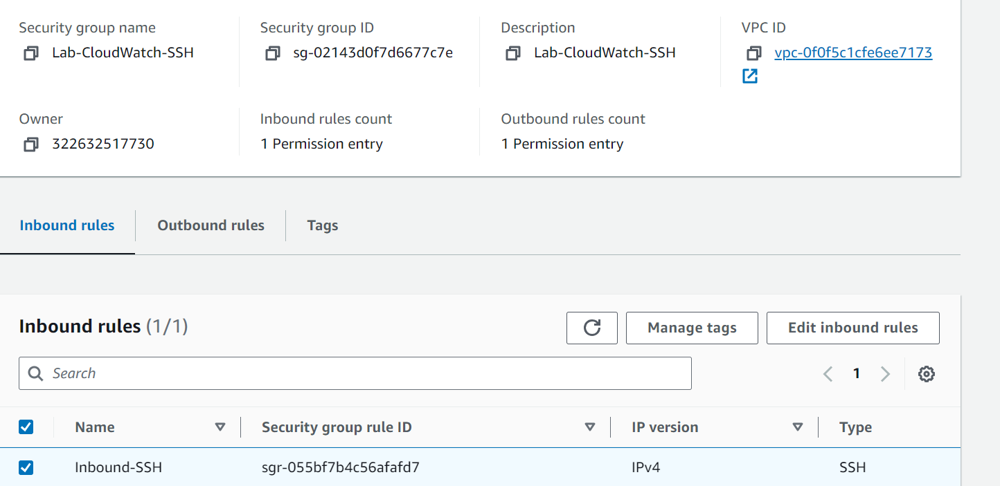 Security group name Security group ID Description VPC ID
Lab-CloudWatch-SSH sg-02143d0f7d6677c7e Lab-CloudWatch-SSH vpc-0f0f5c1cfe6ee7173
Owner Inbound rules count Outbound rules count
322632517730 1 Permission entry 1 Permission entry
Inbound rules Outbound rules Tags
Inbound rules (1/1) Manage tags Edit inbound rules
Search 1
Name Security group rule ID IP version Type
Inbound-SSH sgr-055bf7b4c56afafd7 IPv4 SSH